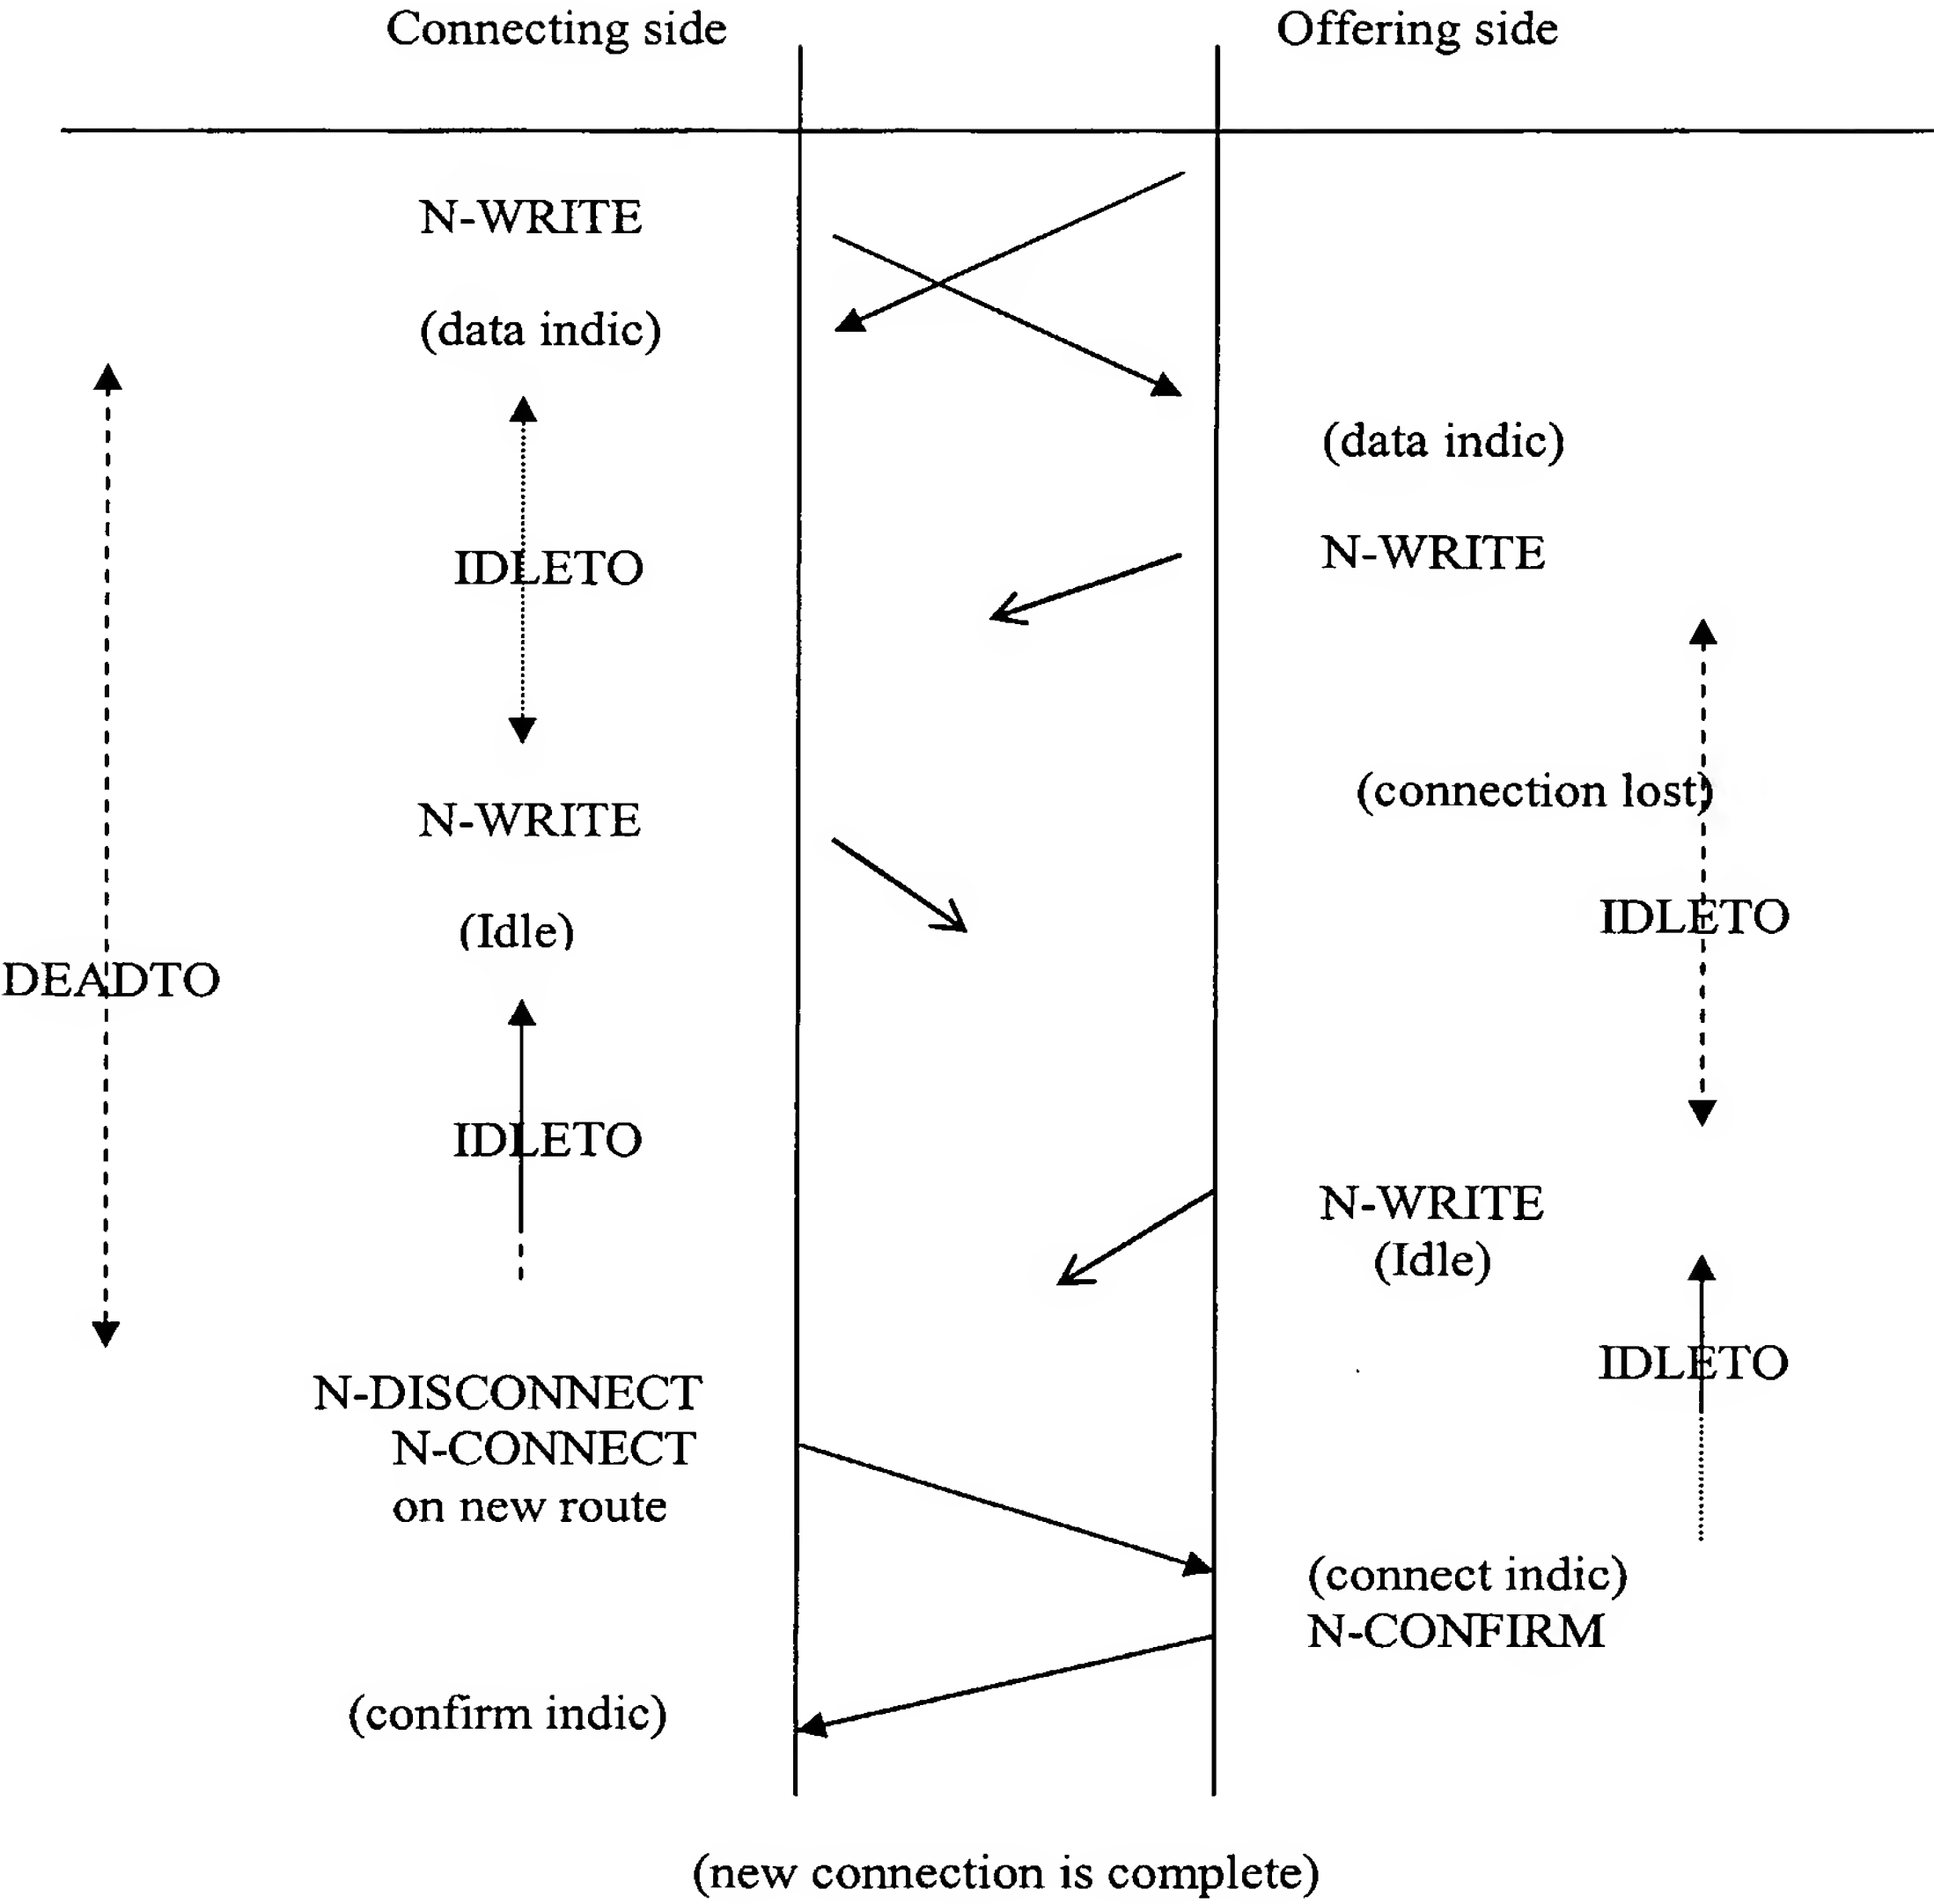 Connecting side
Offering side
N-WRITE
(data indic)
(data indic)
IDLETO
N-WRITE
(connection lost)
N-WRITE
(Idle)
IDLETO
DEADTO
IDLETO
N-WRITE
(Idle)
IDLETO
N-DISCONNECT
N-CONNECT
on new route
(connect indic)
N-CONFIRM
(confirm indic)
(new connection is complete)